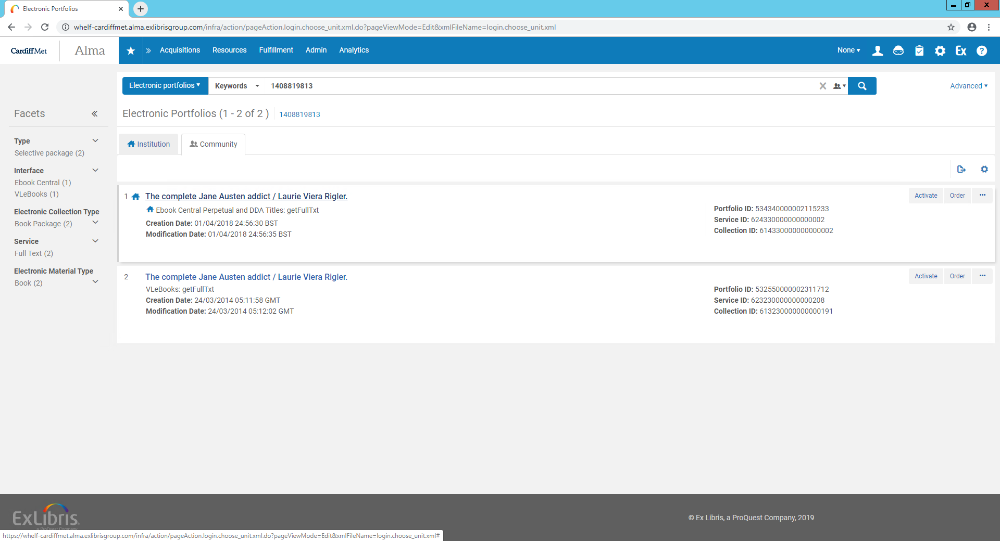 Electronic Portfolios
whelf-cardiffmet.alma.exlibrisgroup.com/infra/action/pageAction.login.choose_unit.xml.do?pageViewMode=Edit&xmlFileName=login.choose_unit.xml
CardiffMet
Alma
Acquisitions
Resources
Fulfillment
Admin
Analytics
None
Ex
?
Electronic portfolios
Keywords
1408819813
Advanced
Facets
Electronic Portfolios (1 - 2 of 2 )
1408819813
Institution
Community
Type
Selective package (2)
Interface
Ebook Central (1)
VLeBooks (1)
Electronic Collection Type
Book Package (2)
Service
Full Text (2)
Electronic Material Type
Book (2)
1
The complete Jane Austen addict / Laurie Viera Rigler.
Ebook Central Perpetual and DDA Titles: getFullTxt
Creation Date: 01/04/2018 24:56:30 BST
Modification Date: 01/04/2018 24:56:35 BST
Portfolio ID: 534340000002115233
Service ID: 624330000000000002
Collection ID: 614330000000000002
Activate
Order
2
The complete Jane Austen addict / Laurie Viera Rigler.
VLeBooks: getFullTxt
Creation Date: 24/03/2014 05:11:58 GMT
Modification Date: 24/03/2014 05:12:02 GMT
Portfolio ID: 532550000002311712
Service ID: 623230000000000208
Collection ID: 613230000000000191
Activate
Order
ExLibris
a ProQuest Company
© Ex Libris, a ProQuest Company, 2019
https://whelf-cardiffmet.alma.exlibrisgroup.com/infra/action/pageAction.login.choose_unit.xml.do?pageViewMode=Edit&xmlFileName=login.choose_unit.xml#